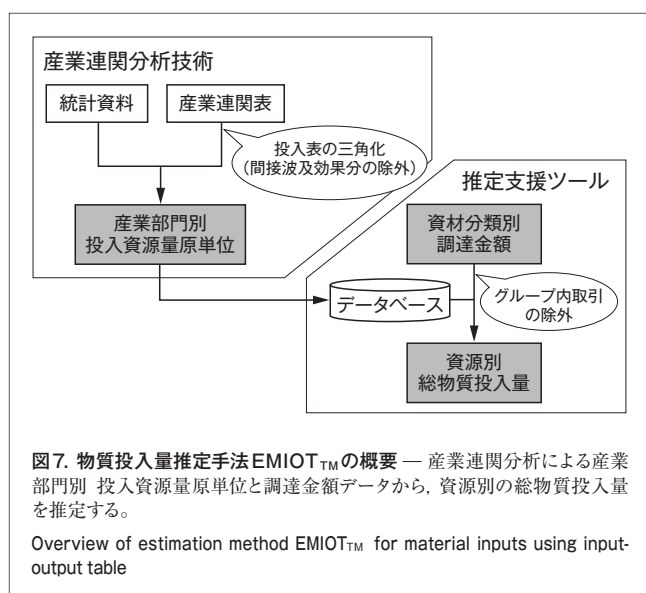 産業連関分析技術
統計資料
産業連関表
投入表の三角化
(間接波及効果分の除外)
産業部門別
投入資源量原単位
推定支援ツール
資材分類別
調達金額
データベース
グループ内取引
の除外
資源別
総物質投入量
図7. 物質投入量推定手法EMIOT™の概要 — 産業連関分析による産業
部門別 投入資源量原単位と調達金額データから,資源別の総物質投入量
を推定する。
Overview of estimation method EMIOT™ for material inputs using input-
output table